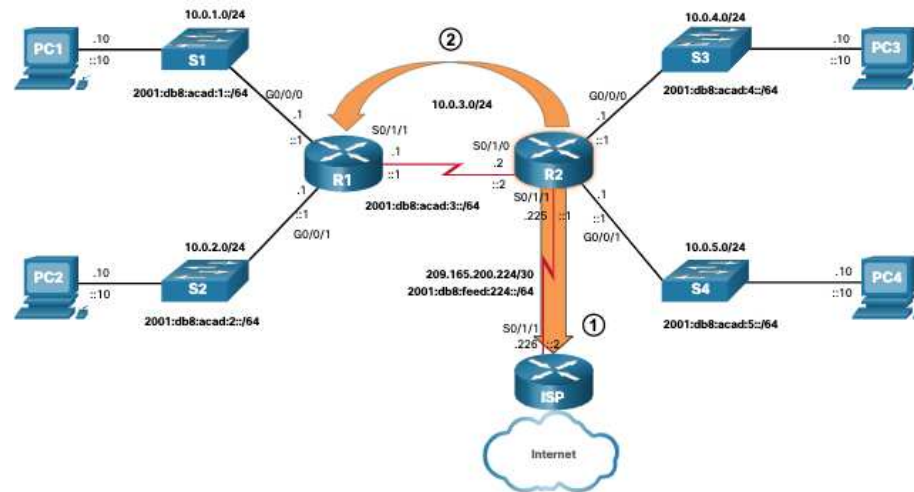 10.0.1.0/24
PC1
.10
::10
S1
2001:db8:acad:1::/64
G0/0/0
.1
::1
②
10.0.3.0/24
S0/1/1
.1
::1
R1
2001:db8:acad:3::/64
S0/1/0
.2
::2
R2
S0/1/1
.225
::1
.1
::1
G0/0/1
10.0.2.0/24
PC2
.10
::10
S2
2001:db8:acad:2::/64
10.0.4.0/24
S3
.10
::10
PC3
2001:db8:acad:4::/64
G0/0/0
.1
::1
.1
::1
G0/0/1
10.0.5.0/24
S4
.10
::10
PC4
2001:db8:acad:5::/64
209.165.200.224/30
2001:db8:feed:224::/64
S0/1/1
.226
::2
①
ISP
Internet